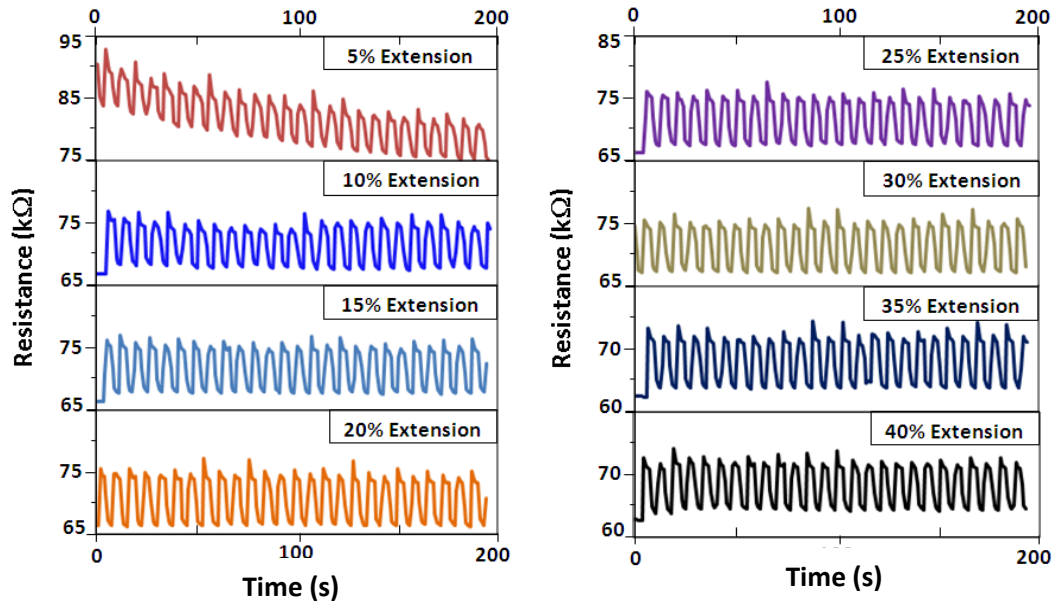 0 100 200
95
5% Extension
85
75
10% Extension
75
65
15% Extension
75
65
20% Extension
75
65
0 100 200
Resistance (kΩ)
Time (s)
0 100 200
85
25% Extension
75
65
30% Extension
75
65
35% Extension
70
60
40% Extension
70
60
0 200
Resistance (kΩ)
Time (s)